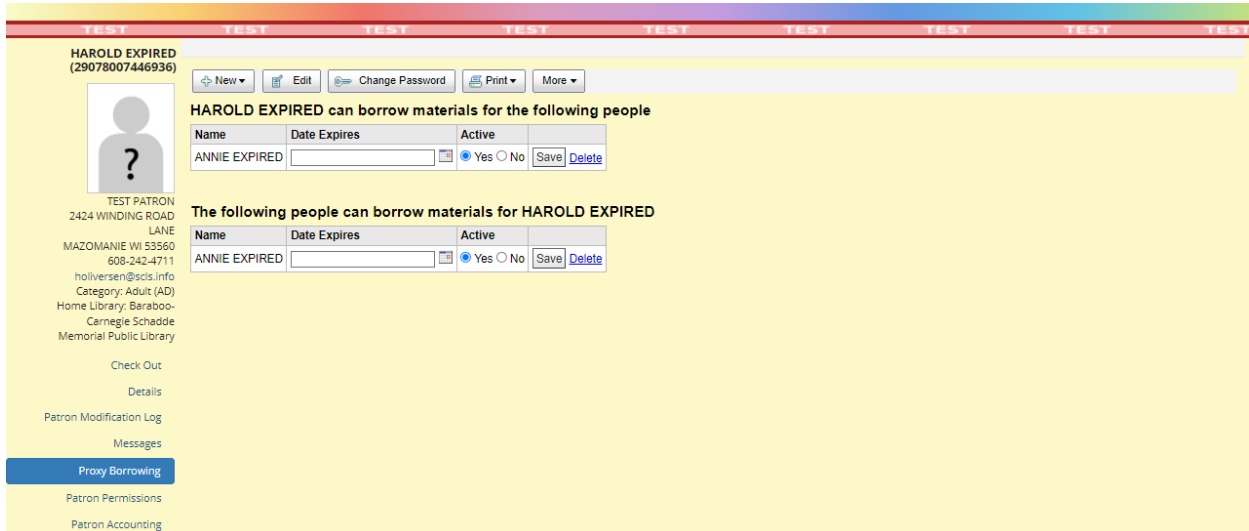 TEST TEST TEST TEST TEST TEST TEST TEST TEST
HAROLD EXPIRED
(29078007446936)
?
TEST PATRON
2424 WINDING ROAD
LANE
MAZOMANIE WI 53560
608-242-4711
holiversen@scls.info
Category: Adult (AD)
Home Library: Baraboo-
Carnegie Schadde
Memorial Public Library
Check Out
Details
Patron Modification Log
Messages
Proxy Borrowing
Patron Permissions
Patron Accounting
New Edit Change Password Print More
HAROLD EXPIRED can borrow materials for the following people
Name Date Expires Active
ANNIE EXPIRED Yes No Save Delete
The following people can borrow materials for HAROLD EXPIRED
Name Date Expires Active
ANNIE EXPIRED Yes No Save Delete